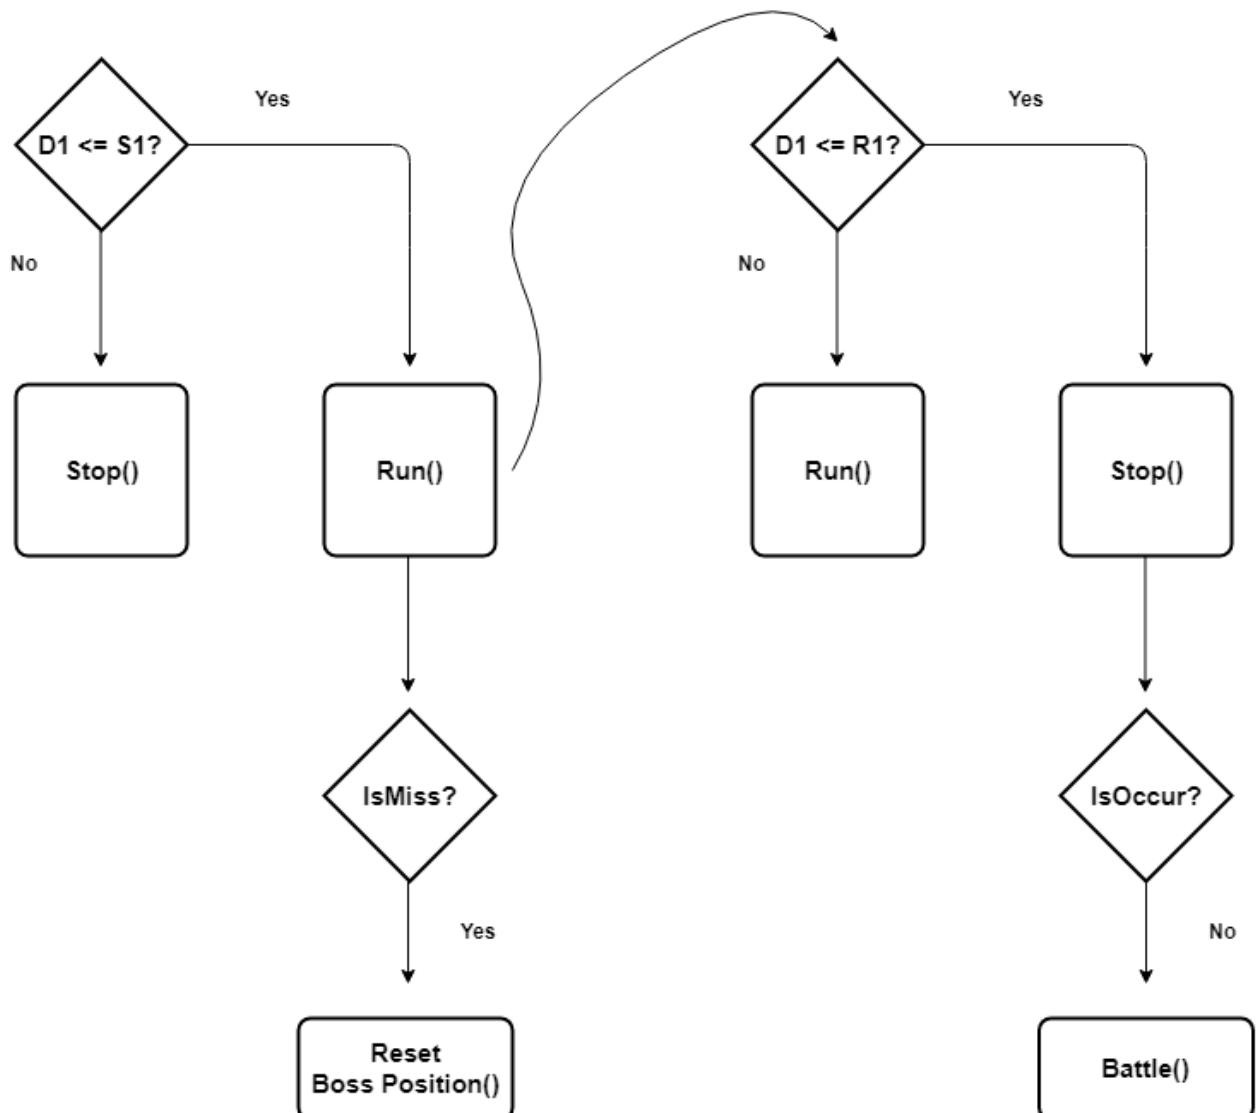 D1 <= S1?
Yes
No
Stop()
Run()
IsMiss?
Yes
Reset
Boss Position()
D1 <= R1?
Yes
No
Run()
Stop()
IsOccur?
No
Battle()